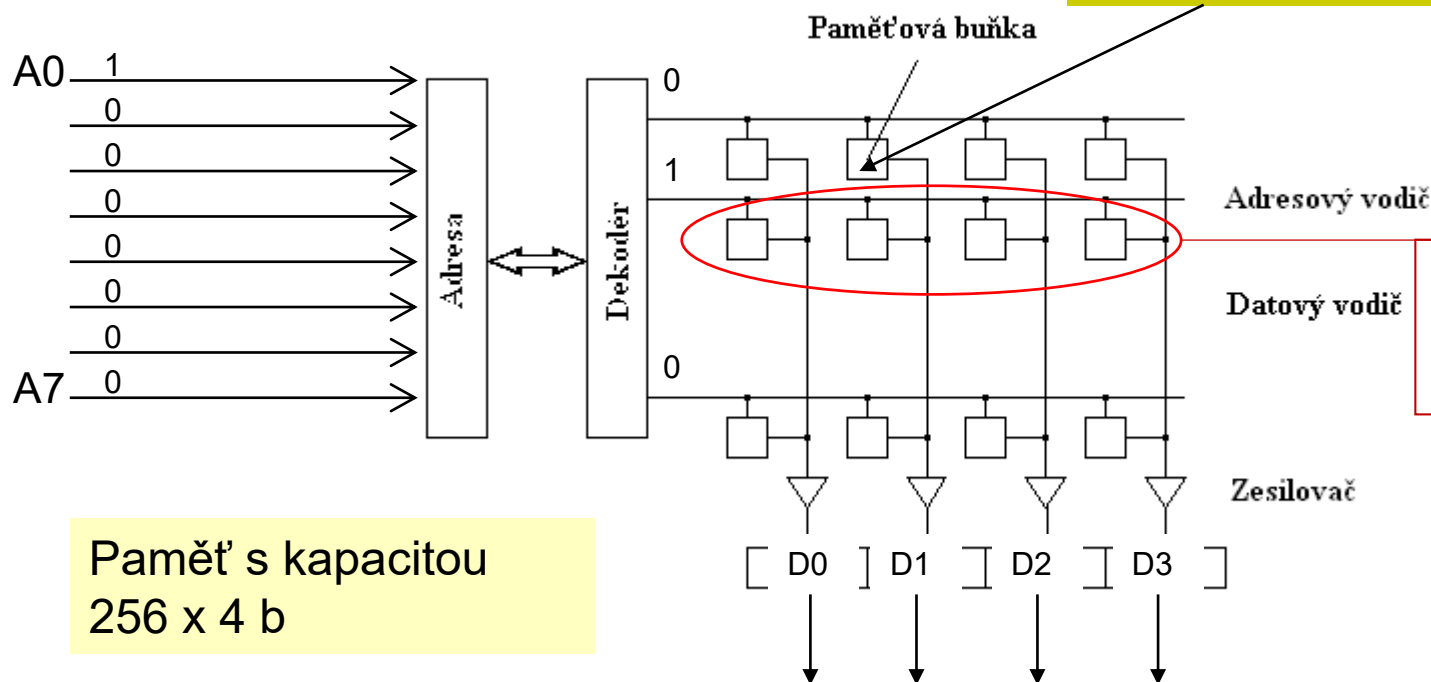 Paměťová buňka
A0
1
0
0
0
0
0
0
A7
0
Adresa
Dekodér
0
1
0
Adresový vodič
Datový vodič
Zesilovač
D0
D1
D2
D3
Paměť s kapacitou
256 x 4 b